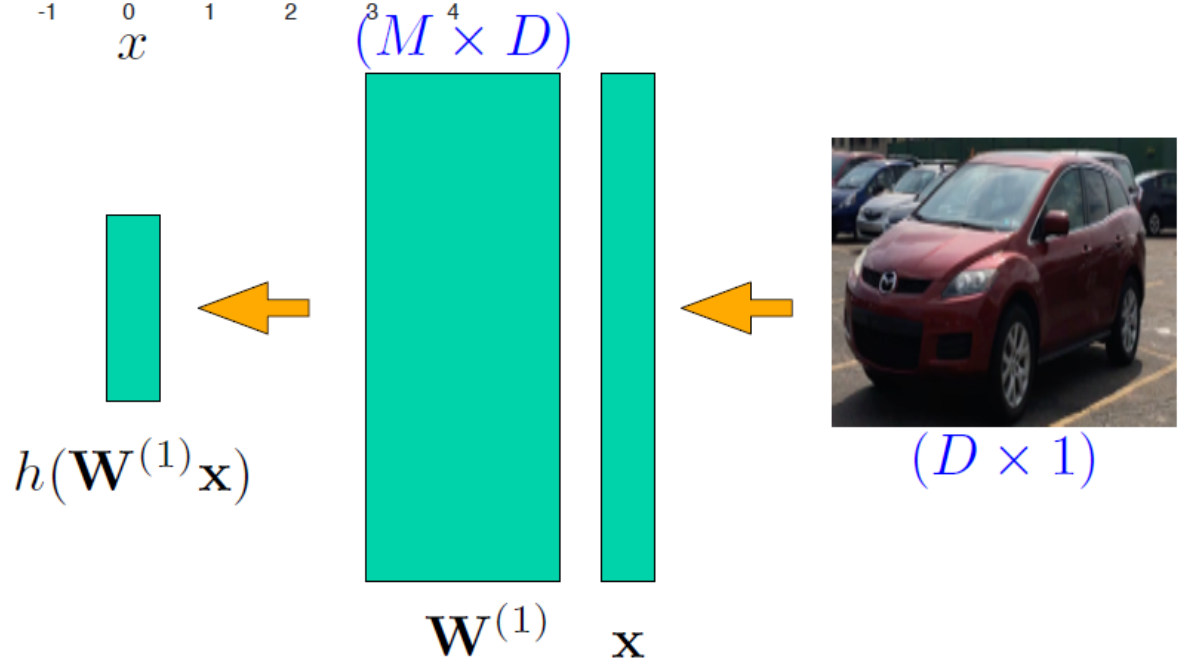 -1 0 1 2 3 4
x
(M × D)
(D × 1)
h(W^{(1)}x)
W^{(1)} x